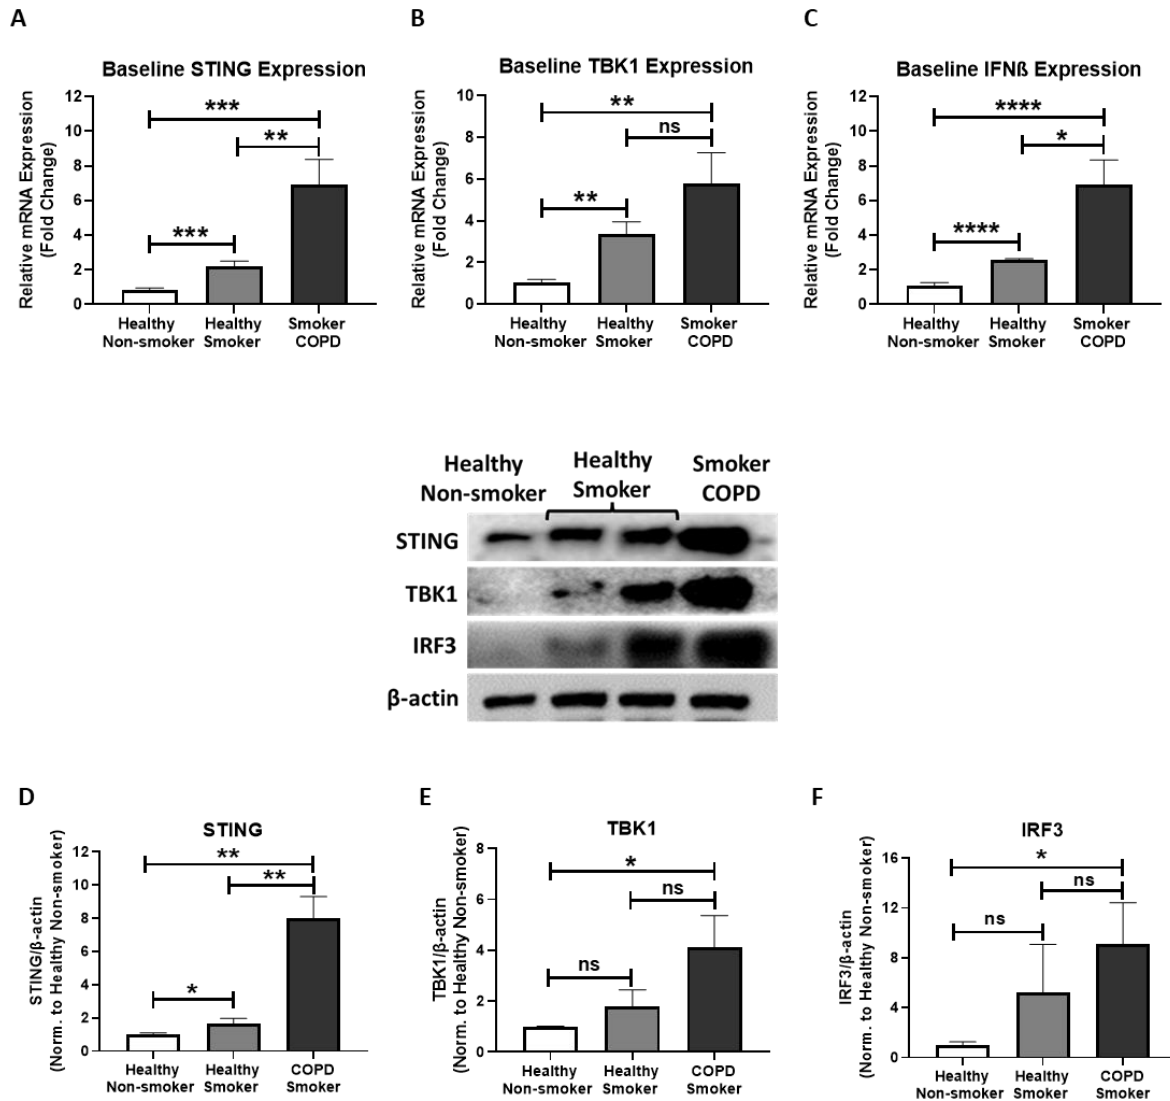 A
Baseline STING Expression
Relative mRNA Expression
(Fold Change)
12
10
8
6
4
2
0
***
**
***
Healthy
Non-smoker
Healthy
Smoker
Smoker
COPD
B
Baseline TBK1 Expression
Relative mRNA Expression
(Fold Change)
10
8
6
4
2
0
**
ns
**
Healthy
Non-smoker
Healthy
Smoker
Smoker
COPD
C
Baseline IFNß Expression
Relative mRNA Expression
(Fold Change)
12
10
8
6
4
2
0
****
*
****
Healthy
Non-smoker
Healthy
Smoker
Smoker
COPD
Healthy
Non-smoker
Healthy
Smoker
Smoker
COPD
STING
TBK1
IRF3
β-actin
D
STING
STING/β-actin
(Norm. to Healthy Non-smoker)
12
10
8
6
4
2
0
**
**
*
Healthy
Non-smoker
Healthy
Smoker
COPD
Smoker
E
TBK1
TBK1/β-actin
(Norm. to Healthy Non-smoker)
8
6
4
2
0
*
ns
ns
Healthy
Non-smoker
Healthy
Smoker
COPD
Smoker
F
IRF3
IRF3/β-actin
(Norm. to Healthy Non-smoker)
16
12
8
4
0
*
ns
ns
Healthy
Non-smoker
Healthy
Smoker
COPD
Smoker